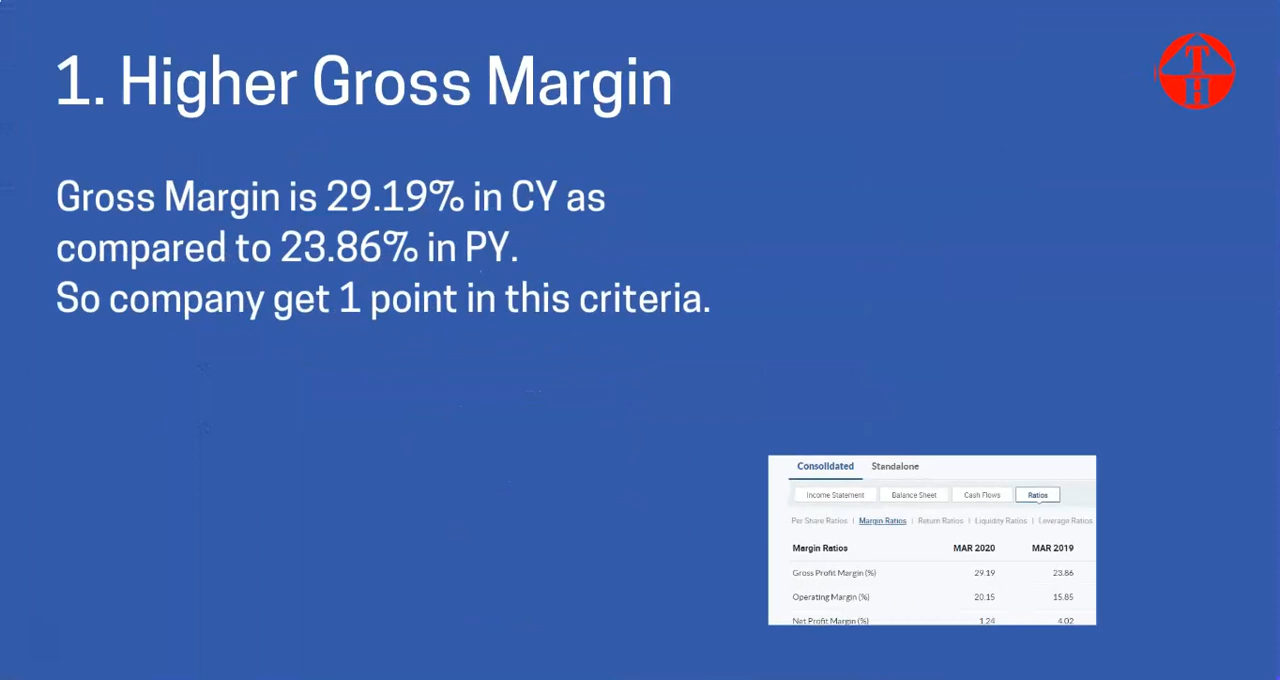 1. Higher Gross Margin
TH
Gross Margin is 29.19% in CY as
compared to 23.86% in PY.
So company get 1 point in this criteria.
Consolidated Standalone
Income Statement Balance Sheet Cash Flows Ratios
Per Share Ratios | Margin Ratios | Return Ratios | Liquidity Ratios | Leverage Ratios
Margin Ratios MAR 2020 MAR 2019
Gross Profit Margin (%) 29.19 23.86
Operating Margin (%) 20.15 15.85
Net Profit Margin (%) 1.24 4.02